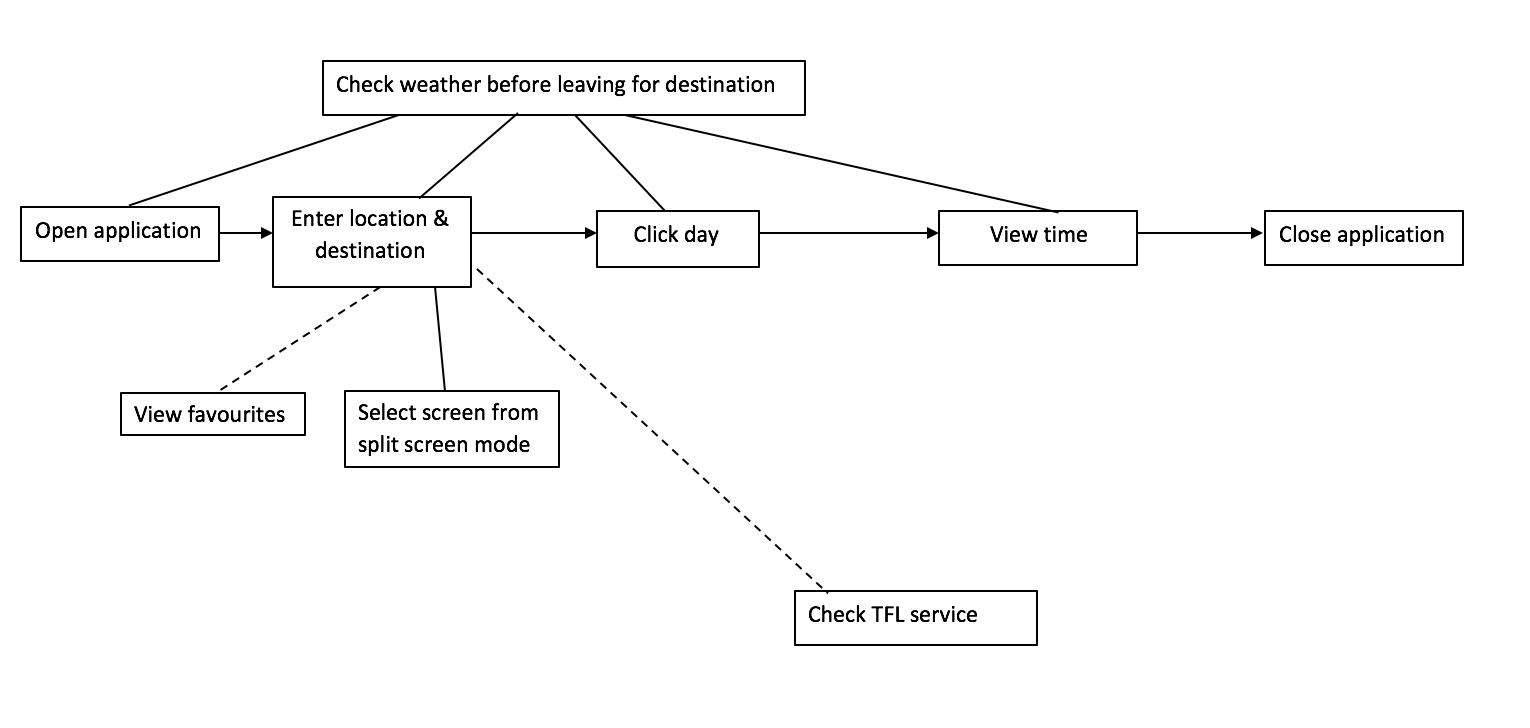 Check weather before leaving for destination
Open application
Enter location &
destination
Click day
View time
Close application
View favourites
Select screen from
split screen mode
Check TFL service